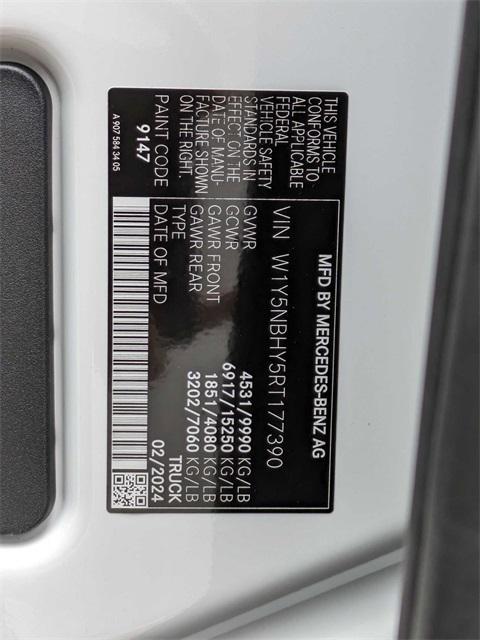 MFD BY MERCEDES-BENZ AG
VIN W1Y5NBHY5RT177390
THIS VEHICLE
CONFORMS TO
ALL APPLICABLE
FEDERAL
VEHICLE SAFETY
STANDARDS IN
EFFECT ON THE
DATE OF MANU-
FACTURE SHOWN
ON THE RIGHT.
GVWR 4531/9990 KG/LB
GCWR 6917/15250 KG/LB
GAWR FRONT 1851/4080 KG/LB
GAWR REAR 3202/7060 KG/LB
TYPE TRUCK
DATE OF MFD 02/2024
PAINT CODE
9147
A 907 584 34 05